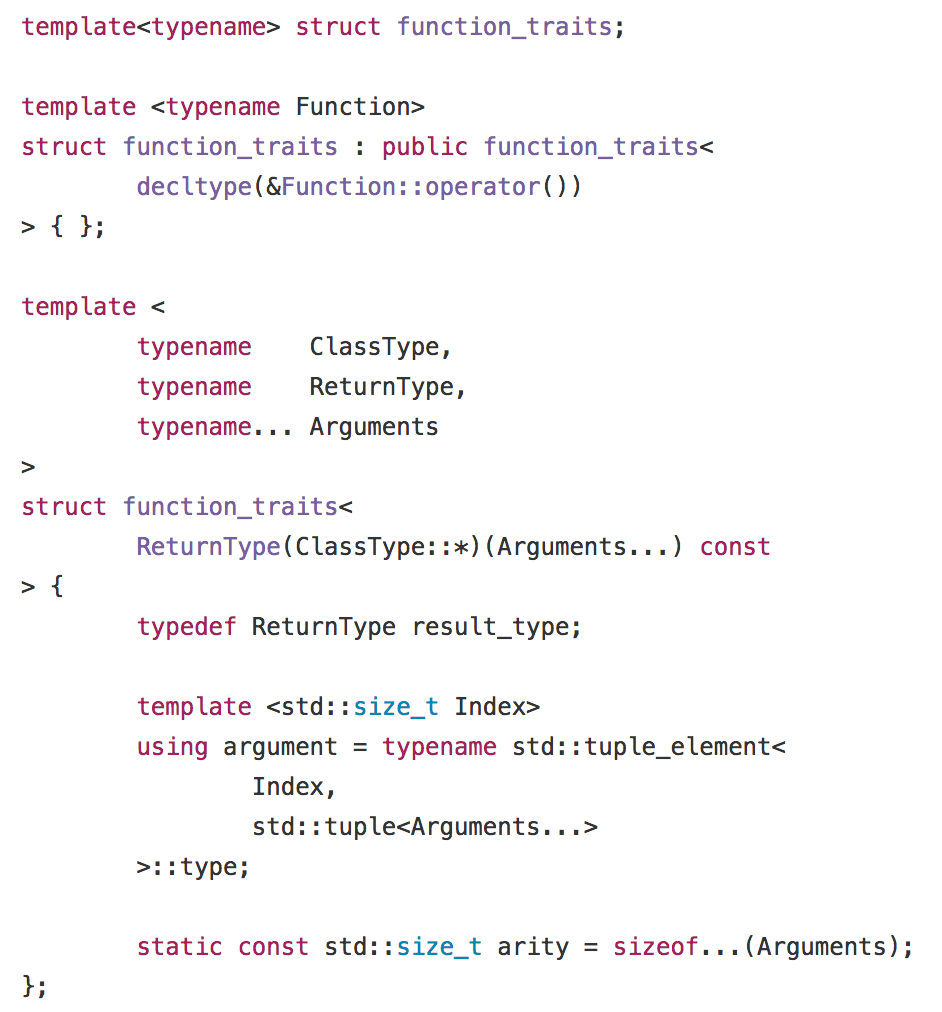 template<typename> struct function_traits;

template <typename Function>
struct function_traits : public function_traits<
        decltype(&Function::operator())
> { };

template <
        typename    ClassType,
        typename    ReturnType,
        typename... Arguments
>
struct function_traits<
        ReturnType(ClassType::*)(Arguments...) const
> {
        typedef ReturnType result_type;

        template <std::size_t Index>
        using argument = typename std::tuple_element<
                Index,
                std::tuple<Arguments...>
        >::type;

        static const std::size_t arity = sizeof...(Arguments);
};